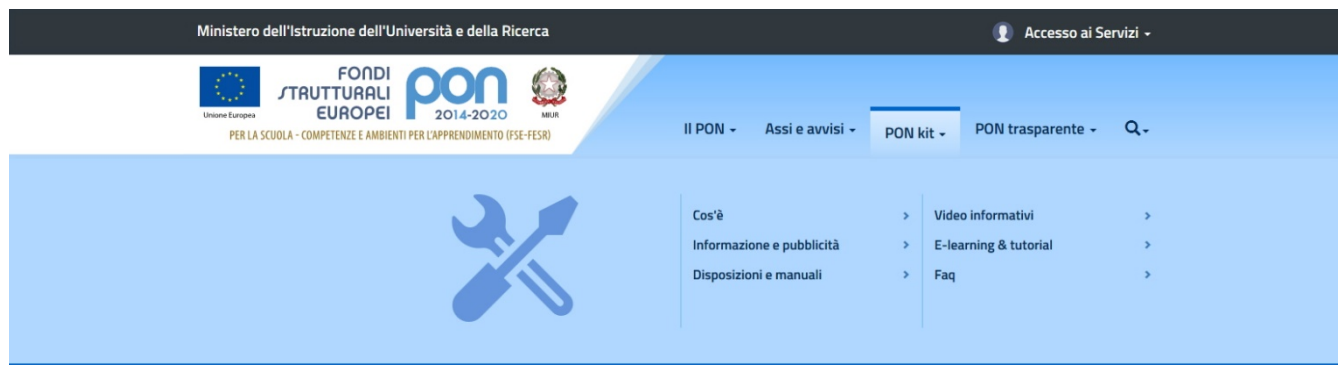 Ministero dell'Istruzione dell'Università e della Ricerca
Accesso ai Servizi
Unione Europea
FONDI
STRUTTURALI
EUROPEI
pon
2014-2020
MIUR
PER LA SCUOLA - COMPETENZE E AMBIENTI PER L'APPRENDIMENTO (FSE-FESR)
Il PON
Assi e avvisi
PON kit
PON trasparente
Cos'è
Informazione e pubblicità
Disposizioni e manuali
Video informativi
E-learning & tutorial
Faq